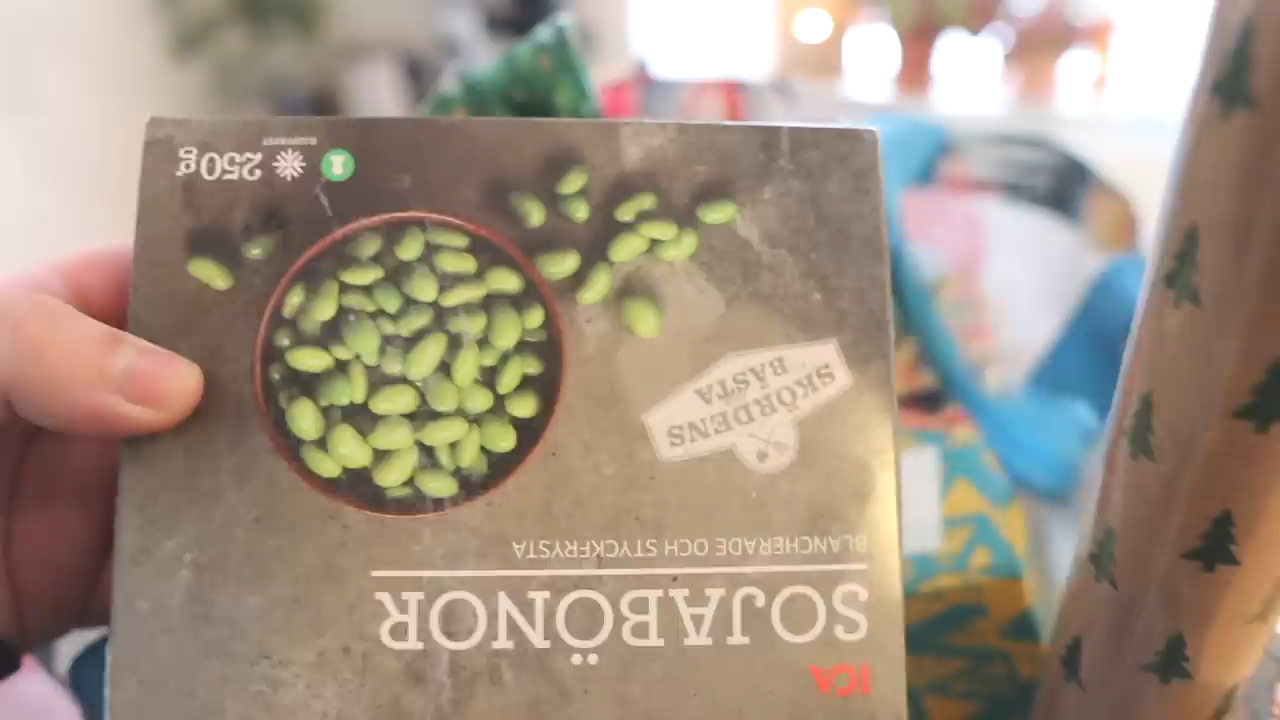 ICA
SOJABÖNOR
BLANCHERADE OCH STYCKFRYSTA
SKÖRDENS
BÄSTA
250g